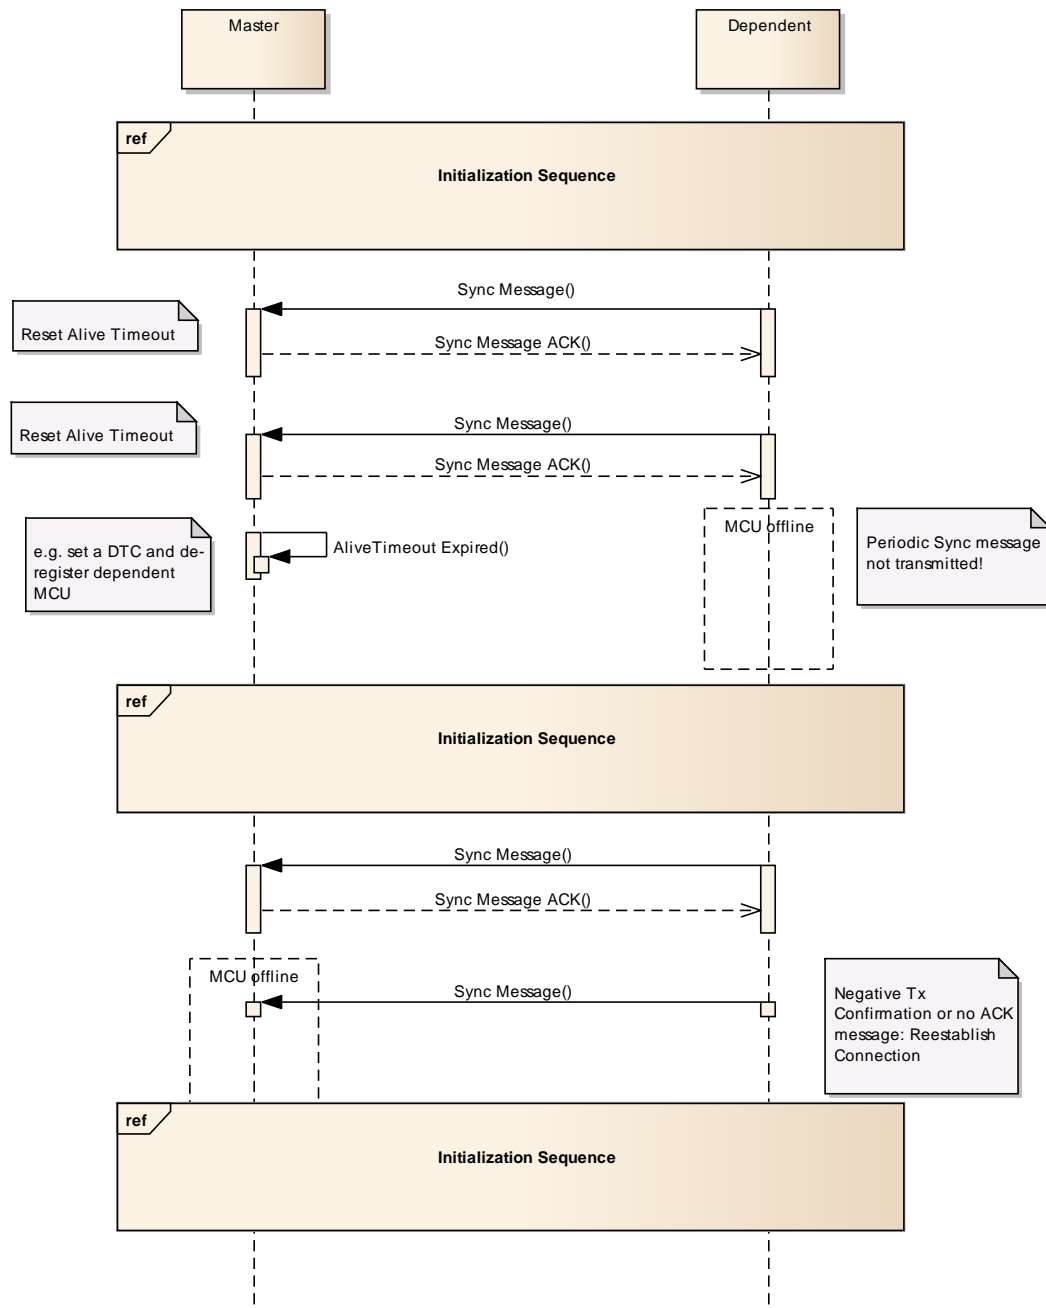 Master
Dependent
ref
Initialization Sequence
Sync Message()
Reset Alive Timeout
Sync Message ACK()
Reset Alive Timeout
Sync Message()
Sync Message ACK()
MCU offline
e.g. set a DTC and de-
register dependent
MCU
AliveTimeout Expired()
Periodic Sync message
not transmitted!
ref
Initialization Sequence
Sync Message()
Sync Message ACK()
MCU offline
Sync Message()
Negative Tx
Confirmation or no ACK
message: Reestablish
Connection
ref
Initialization Sequence